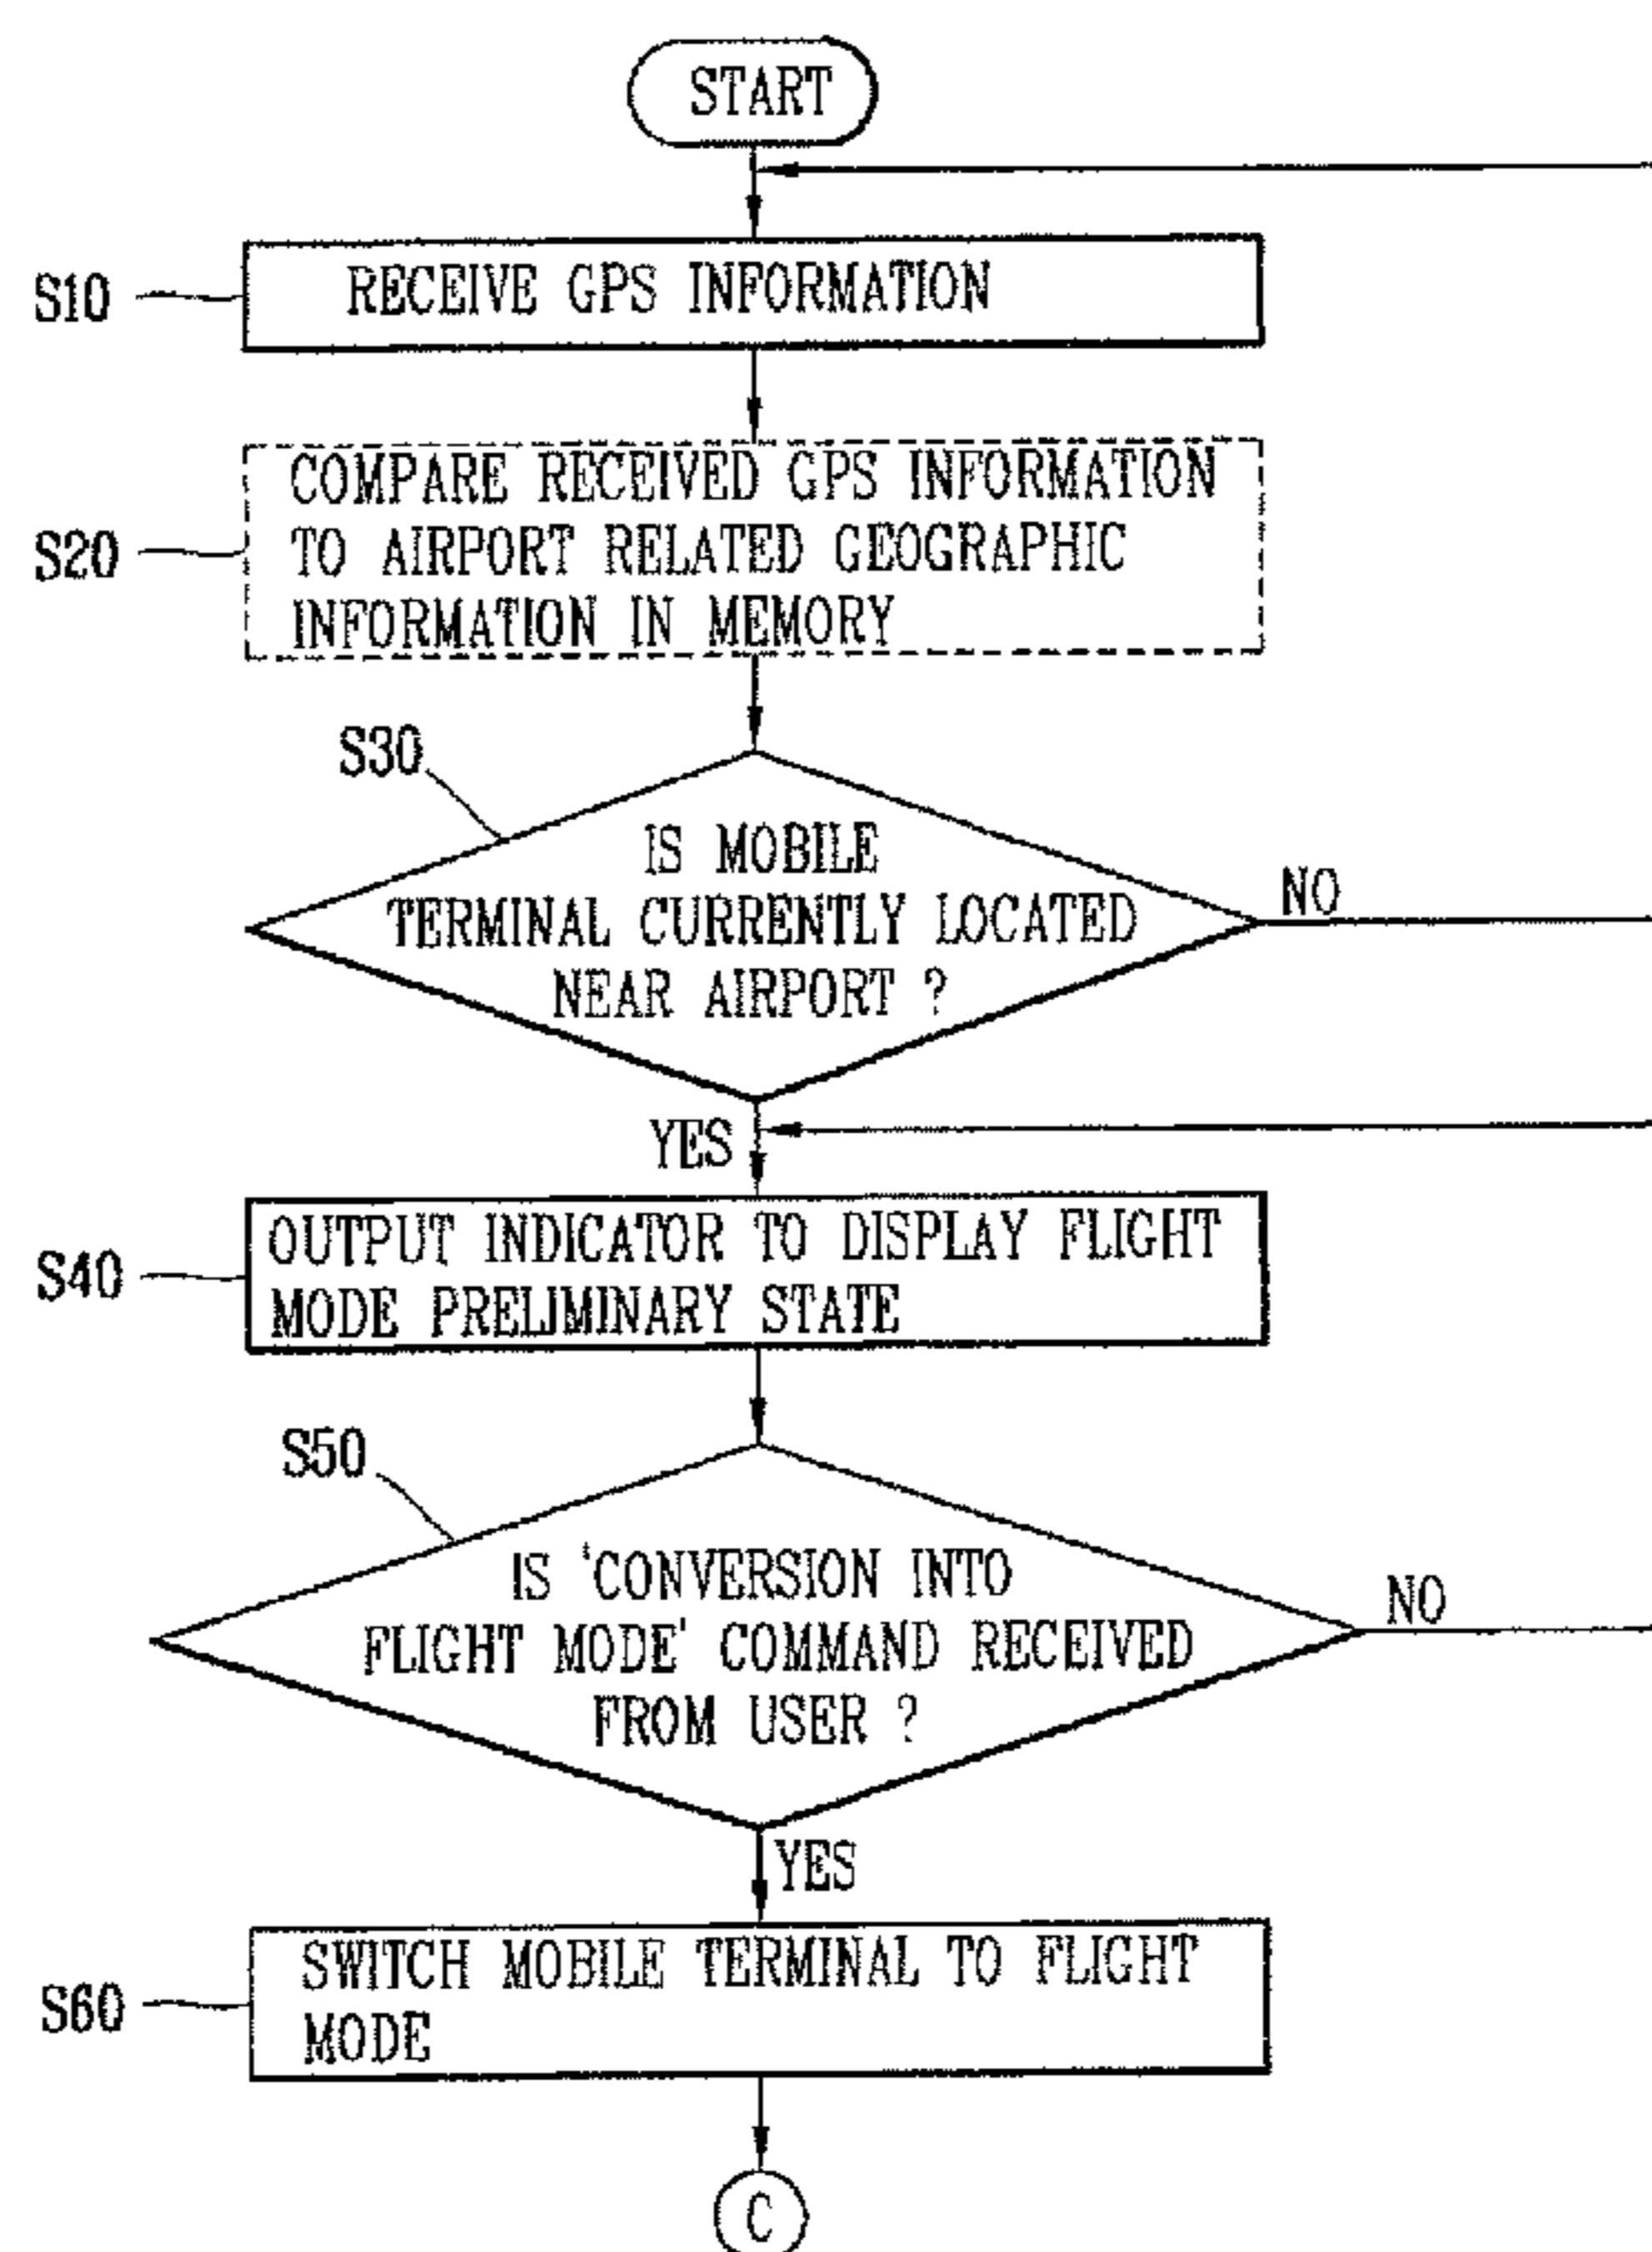 START
S10
RECEIVE GPS INFORMATION
S20
COMPARE RECEIVED GPS INFORMATION
TO AIRPORT RELATED GEOGRAPHIC
INFORMATION IN MEMORY
S30
IS MOBILE
TERMINAL CURRENTLY LOCATED
NEAR AIRPORT ?
NO
YES
S40
OUTPUT INDICATOR TO DISPLAY FLIGHT
MODE PRELIMINARY STATE
S50
IS 'CONVERSION INTO
FLIGHT MODE' COMMAND RECEIVED
FROM USER ?
NO
YES
S60
SWITCH MOBILE TERMINAL TO FLIGHT
MODE
C